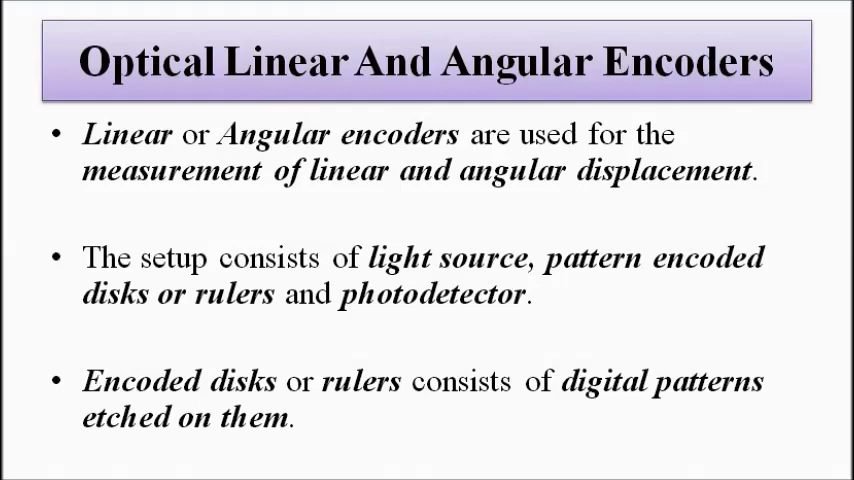 Optical Linear And Angular Encoders
• Linear or Angular encoders are used for the
measurement of linear and angular displacement.
• The setup consists of light source, pattern encoded
disks or rulers and photodetector.
• Encoded disks or rulers consists of digital patterns
etched on them.